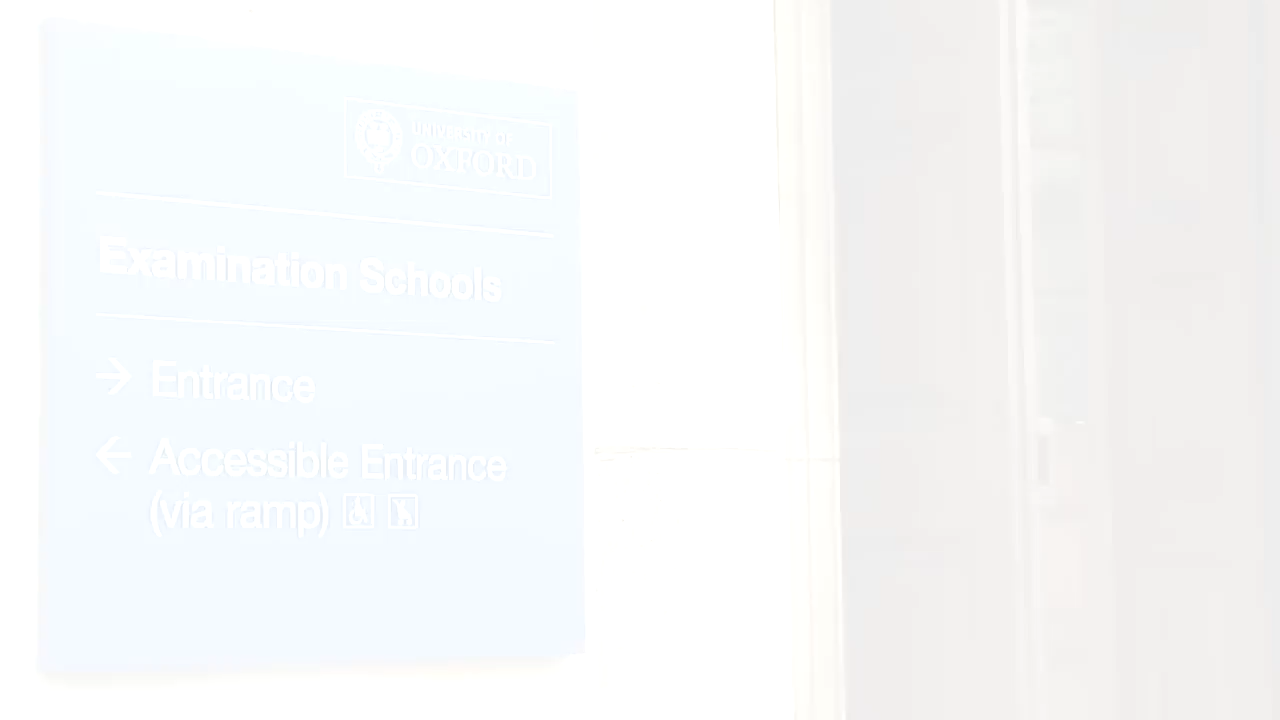 UNIVERSITY OF
OXFORD
Examination Schools
→ Entrance
← Accessible Entrance
(via ramp)